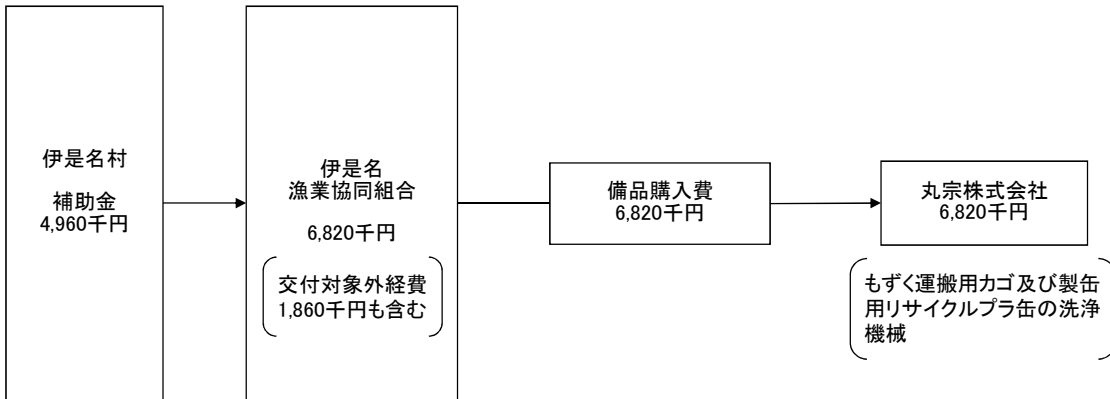 伊是名村
補助金
4,960千円
伊是名
漁業協同組合
6,820千円
交付対象外経費
1,860千円も含む
備品購入費
6,820千円
丸宗株式会社
6,820千円
もずく運搬用カゴ及び製缶
用リサイクルプラ缶の洗浄
機械